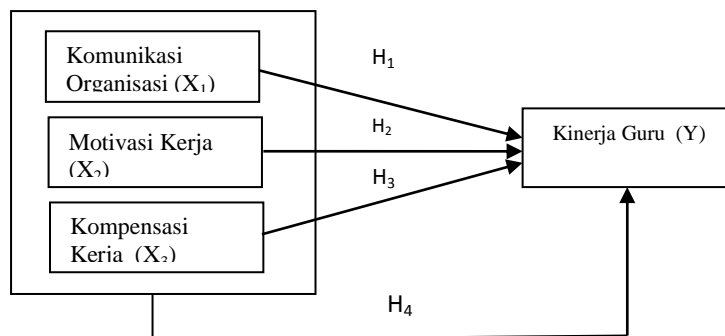 Komunikasi
Organisasi (X₁)
H₁
Motivasi Kerja
(X₂)
H₂
Kinerja Guru (Y)
H₃
Kompensasi
Kerja (X₃)
H₄